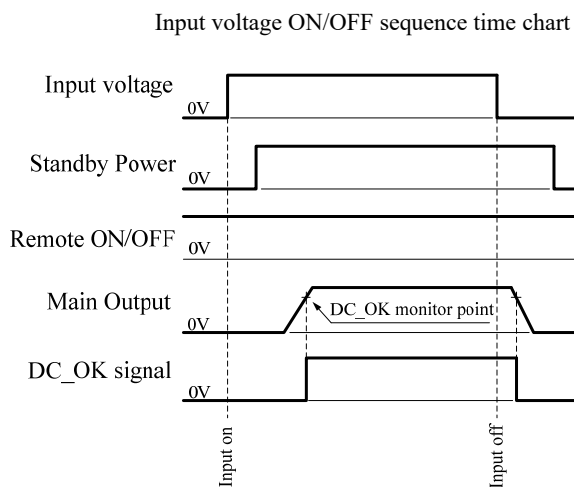 Input voltage ON/OFF sequence time chart
Input voltage
0V
Standby Power
0V
Remote ON/OFF
0V
Main Output
DC_OK monitor point
0V
DC_OK signal
0V
Input on
Input off